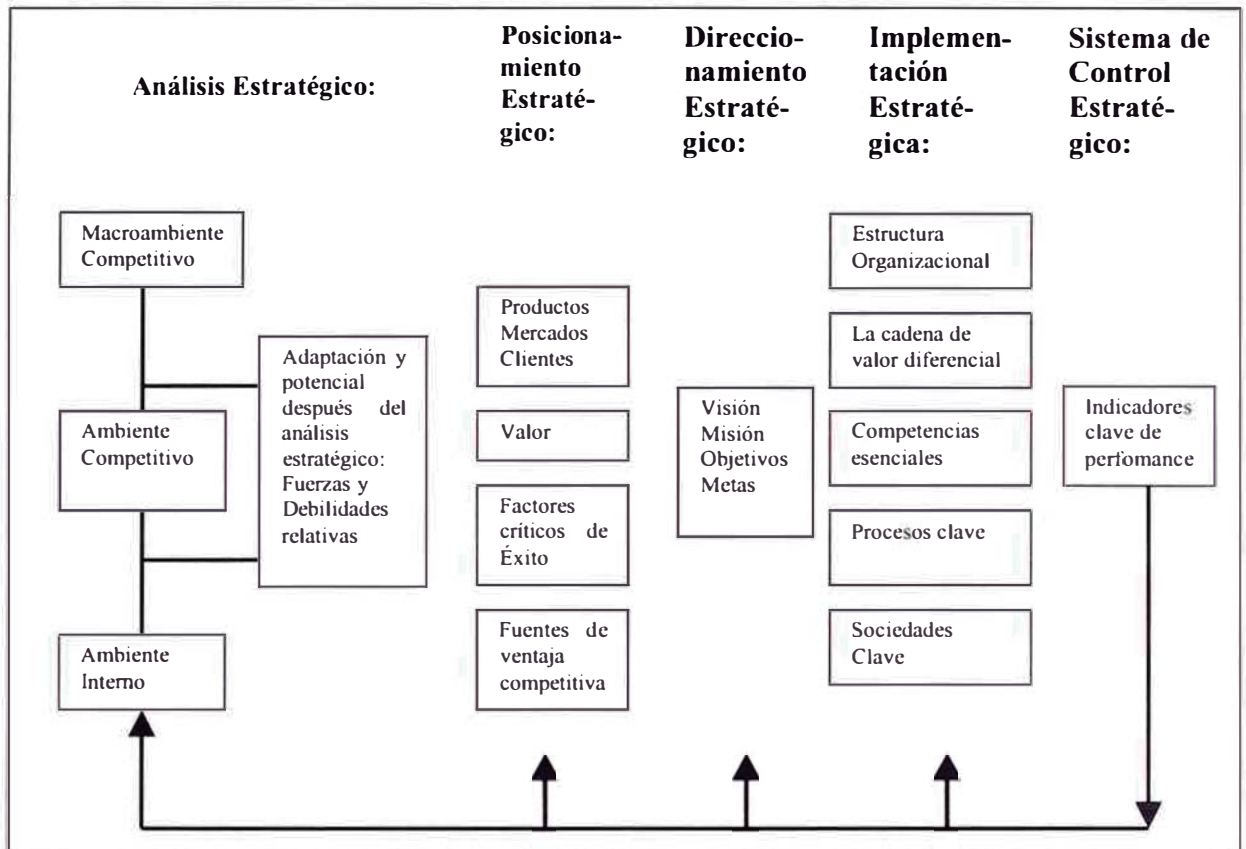 Análisis Estratégico:
Posiciona-
miento
Estraté-
gico:
Direccio-
namiento
Estraté-
gico:
Implemen-
tación
Estraté-
gica:
Sistema de
Control
Estraté-
gico:
Macroambiente
Competitivo
Ambiente
Competitivo
Ambiente
Interno
Adaptación y
potencial
después del
análisis
estratégico:
Fuerzas y
Debilidades
relativas
Productos
Mercados
Clientes
Valor
Factores
críticos de
Éxito
Fuentes de
ventaja
competitiva
Visión
Misión
Objetivos
Metas
Estructura
Organizacional
La cadena de
valor diferencial
Competencias
esenciales
Procesos clave
Sociedades
Clave
Indicadores
clave de
perfomance